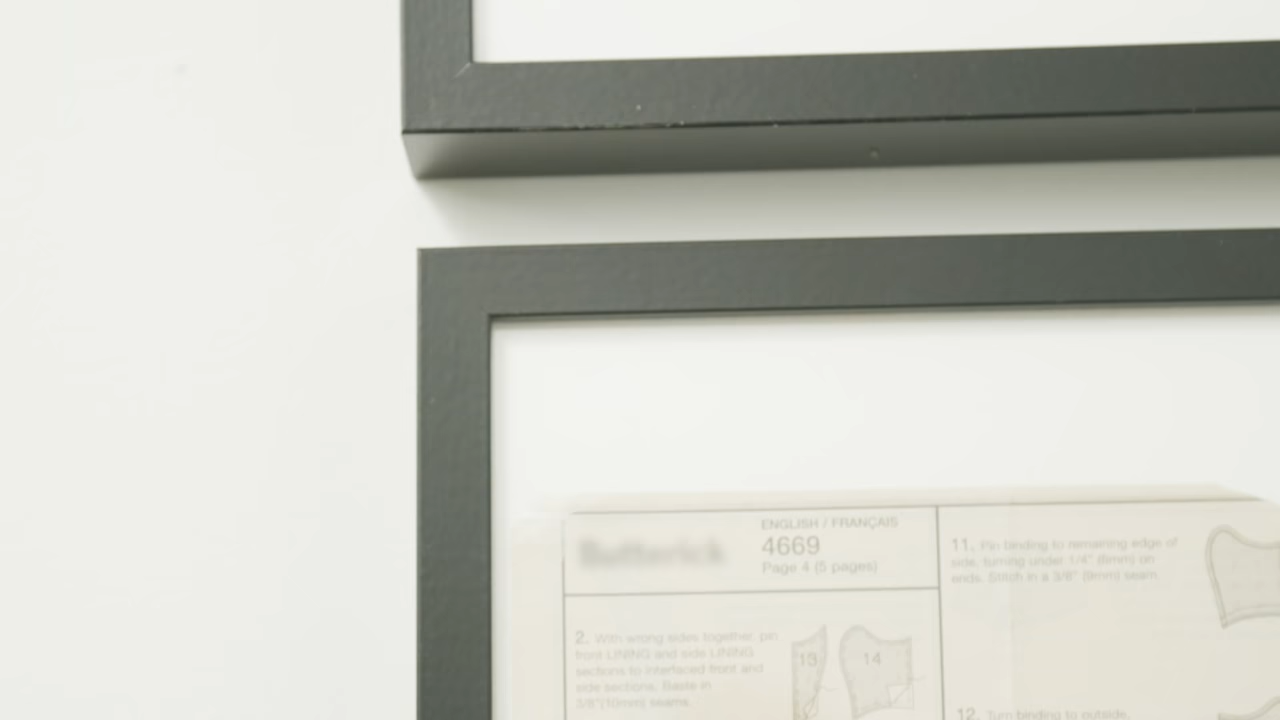 Butterick
ENGLISH / FRANÇAIS
4669
Page 4 (5 pages)
2. With wrong sides together, pin
front LINING and side LINING
sections to interfaced front and
side sections. Baste in
3/8"(10mm) seams.
13
14
11. Pin binding to remaining edge of
side, turning under 1/4" (6mm) on
ends. Stitch in a 3/8" (9mm) seam.
12. Turn binding to outside,